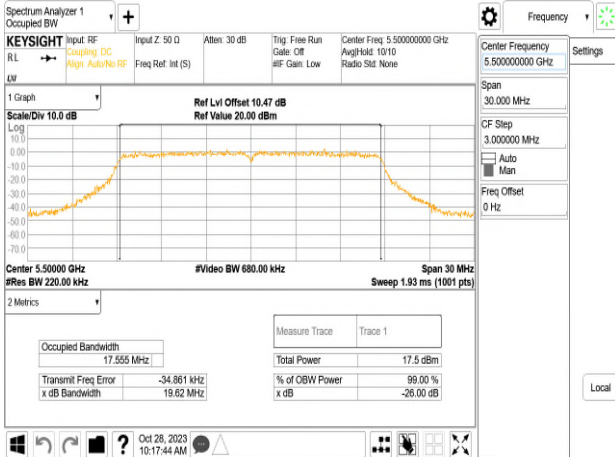 Spectrum Analyzer 1
Occupied BW
+
Frequency
KEYSIGHT Input: RF Input Z: 50 Ω Atten: 30 dB Trig: Free Run Center Freq: 5.500000000 GHz
RL Coupling: DC Gate: Off Avg|Hold: 10/10
Align: Auto/No RF Freq Ref: Int (S) #IF Gain: Low Radio Std: None
Center Frequency
5.500000000 GHz
Settings
Span
30.000 MHz
CF Step
3.000000 MHz
Auto
Man
Freq Offset
0 Hz
Local
1 Graph
Ref Lvl Offset 10.47 dB
Scale/Div 10.0 dB Ref Value 20.00 dBm
Log
10.0
0.00
-10.0
-20.0
-30.0
-40.0
-50.0
-60.0
-70.0
Center 5.50000 GHz #Video BW 680.00 kHz Span 30 MHz
#Res BW 220.00 kHz Sweep 1.93 ms (1001 pts)
2 Metrics
Measure Trace Trace 1
Occupied Bandwidth
17.555 MHz
Total Power 17.5 dBm
Transmit Freq Error -34.861 kHz % of OBW Power 99.00 %
x dB Bandwidth 19.62 MHz x dB -26.00 dB
?
Oct 28, 2023
10:17:44 AM